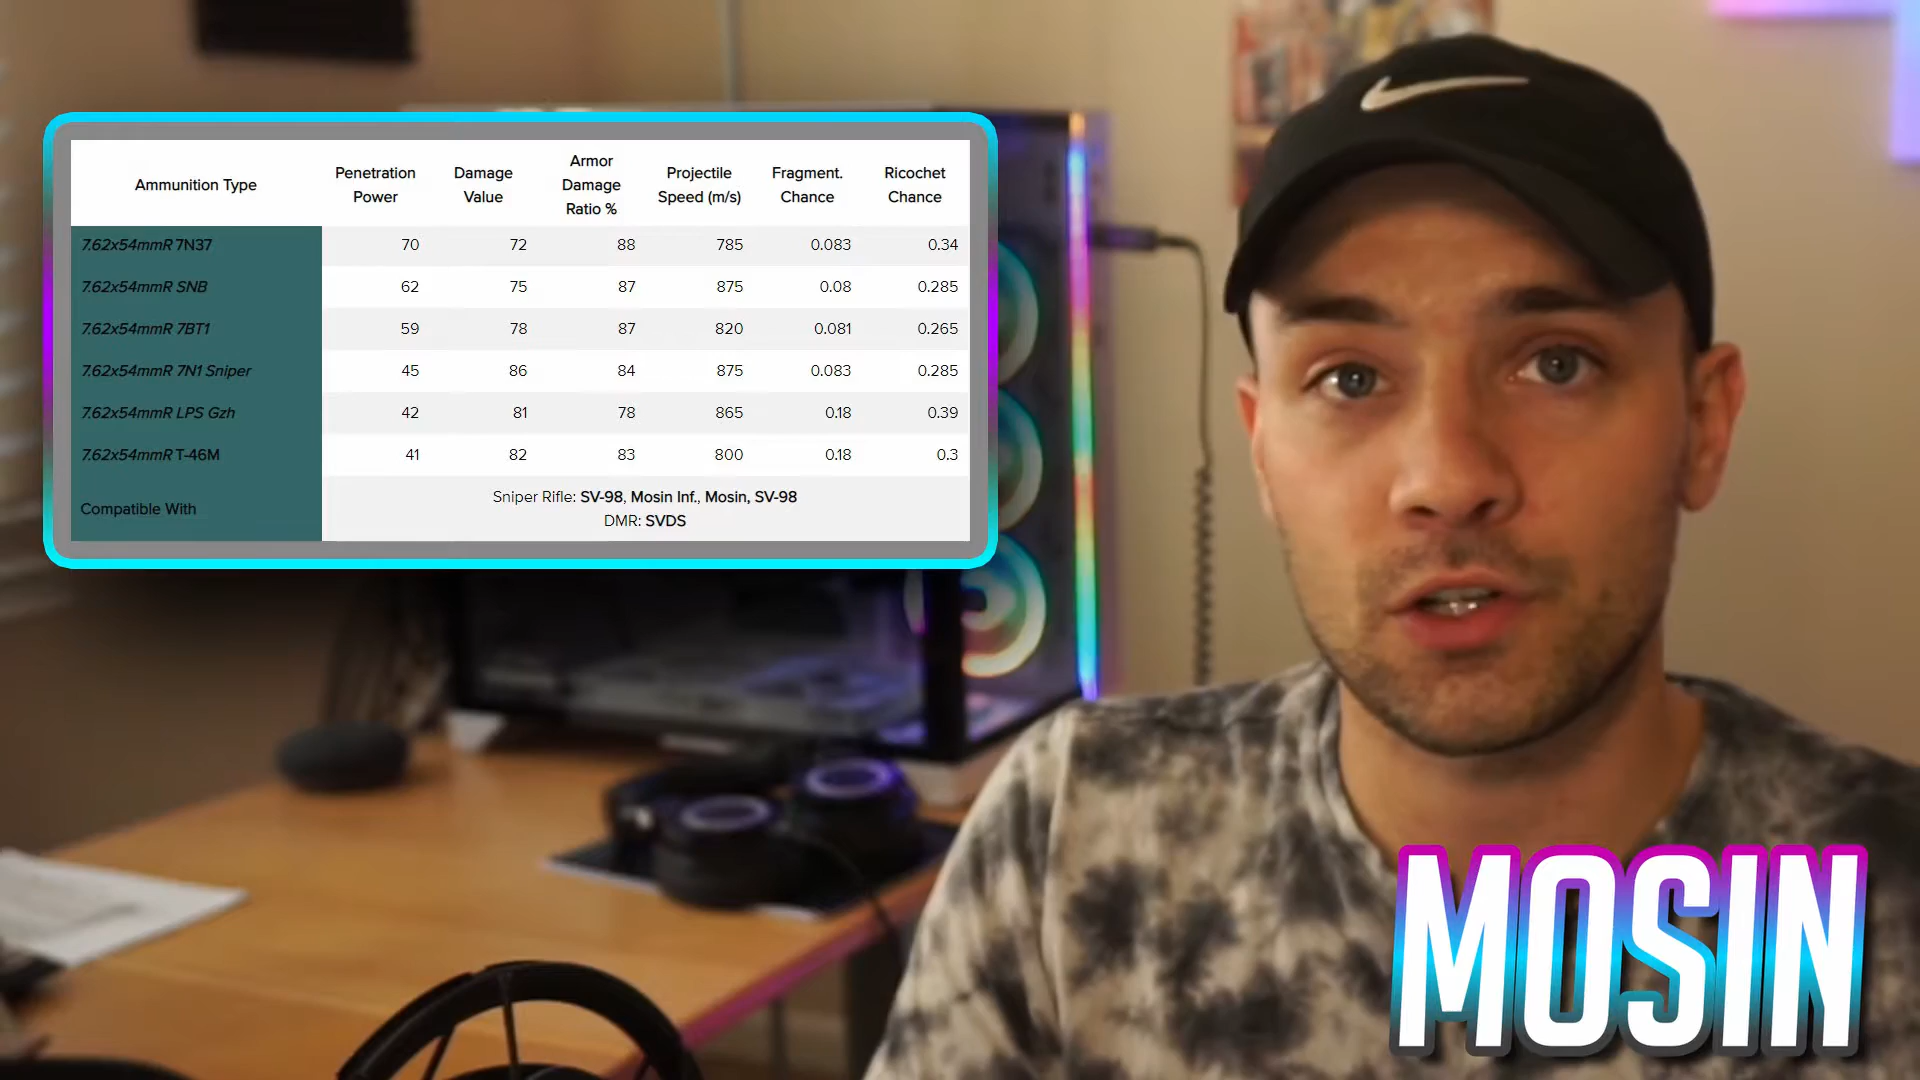 Ammunition Type Penetration Power Damage Value Armor Damage Ratio % Projectile Speed (m/s) Fragment. Chance Ricochet Chance
7.62x54mmR 7N37 70 72 88 785 0.083 0.34
7.62x54mmR SNB 62 75 87 875 0.08 0.285
7.62x54mmR 7BT1 59 78 87 820 0.081 0.265
7.62x54mmR 7N1 Sniper 45 86 84 875 0.083 0.285
7.62x54mmR LPS Gzh 42 81 78 865 0.18 0.39
7.62x54mmR T-46M 41 82 83 800 0.18 0.3
Compatible With
Sniper Rifle: SV-98, Mosin Inf., Mosin, SV-98
DMR: SVDS
MOSIN